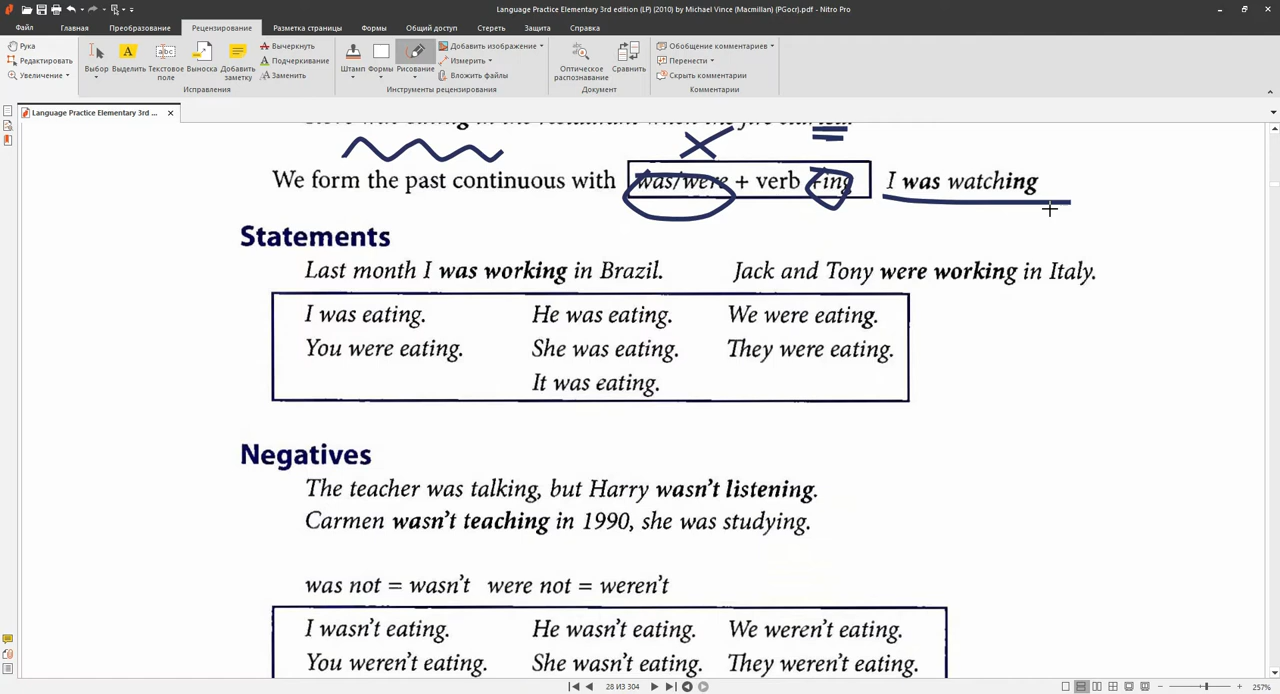 Language Practice Elementary 3rd edition (LP) (2010) by Michael Vince (Macmillan) (PGocr).pdf - Nitro Pro
Файл Главная Преобразование Рецензирование Разметка страницы Формы Общий доступ Стереть Защита Справка
Рука
Редактировать
Увеличение
Выбор
Выделить
Текстовое поле
Выноска
Добавить заметку
Вычеркнуть
Подчеркивание
Заменить
Исправления
Штамп
Формы
Рисование
Добавить изображение
Измерить
Вложить файлы
Инструменты рецензирования
Оптическое распознавание
Сравнить
Документ
Обобщение комментариев
Перенести
Скрыть комментарии
Комментарии
Language Practice Elementary 3rd ...
in the restaurant when the fire started.
We form the past continuous with was/were + verb +ing I was watching
Statements
Last month I was working in Brazil. Jack and Tony were working in Italy.
I was eating. He was eating. We were eating.
You were eating. She was eating. They were eating.
It was eating.
Negatives
The teacher was talking, but Harry wasn't listening.
Carmen wasn't teaching in 1990, she was studying.
was not = wasn't were not = weren't
I wasn't eating. He wasn't eating. We weren't eating.
You weren't eating. She wasn't eating. They weren't eating.
28 ИЗ 304
257%